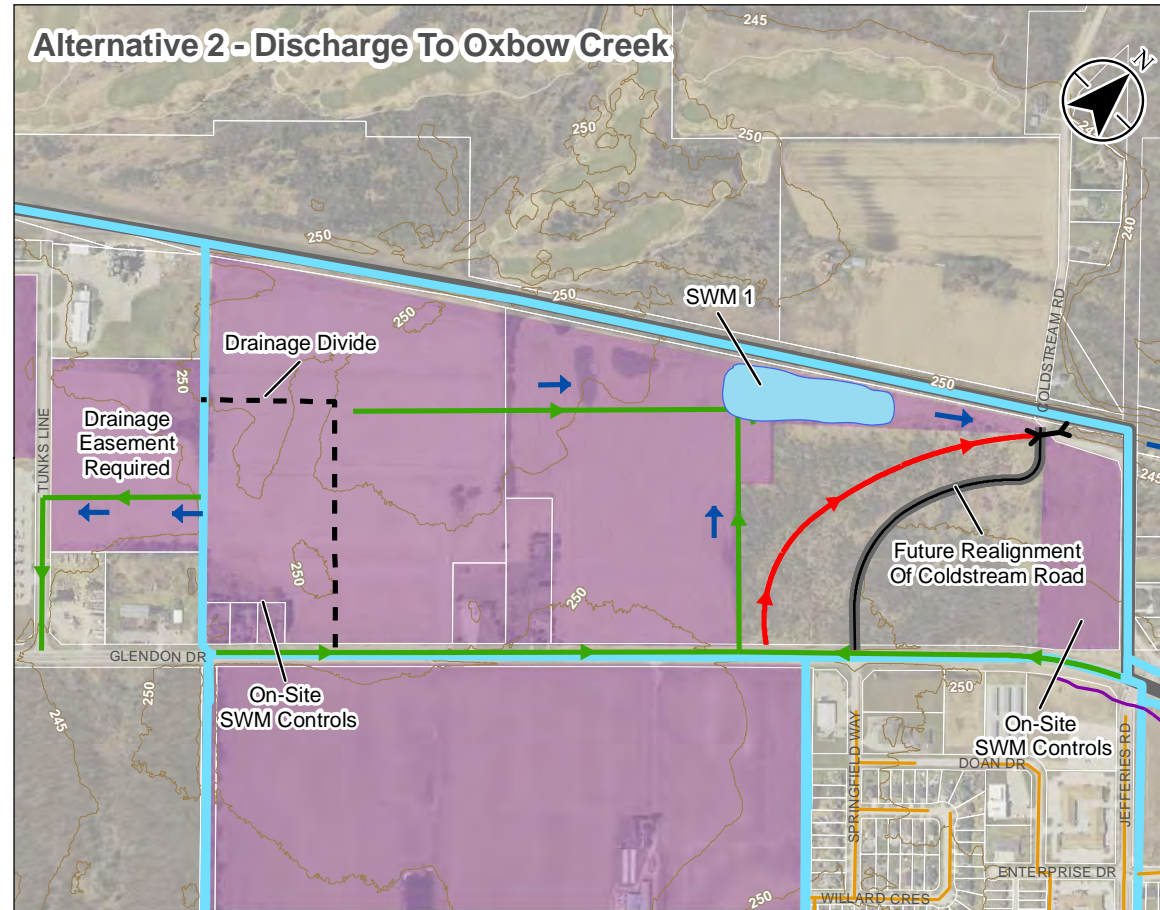 Alternative 2 - Discharge To Oxbow Creek
245
N
250
250
240
240
250
250
250
250
COLDSTREAM RD
SWM 1
Drainage Divide
250
250
Drainage
Easement
Required
TUNKS LINE
245
Future Realignment
Of Coldstream Road
250
250
GLENDON DR
On-Site
SWM Controls
250
245
250
On-Site
SWM Controls
SPRINGFIELD WAY
DOAN DR
JEFFERIES RD
ENTERPRISE DR
WILLARD CRES
250